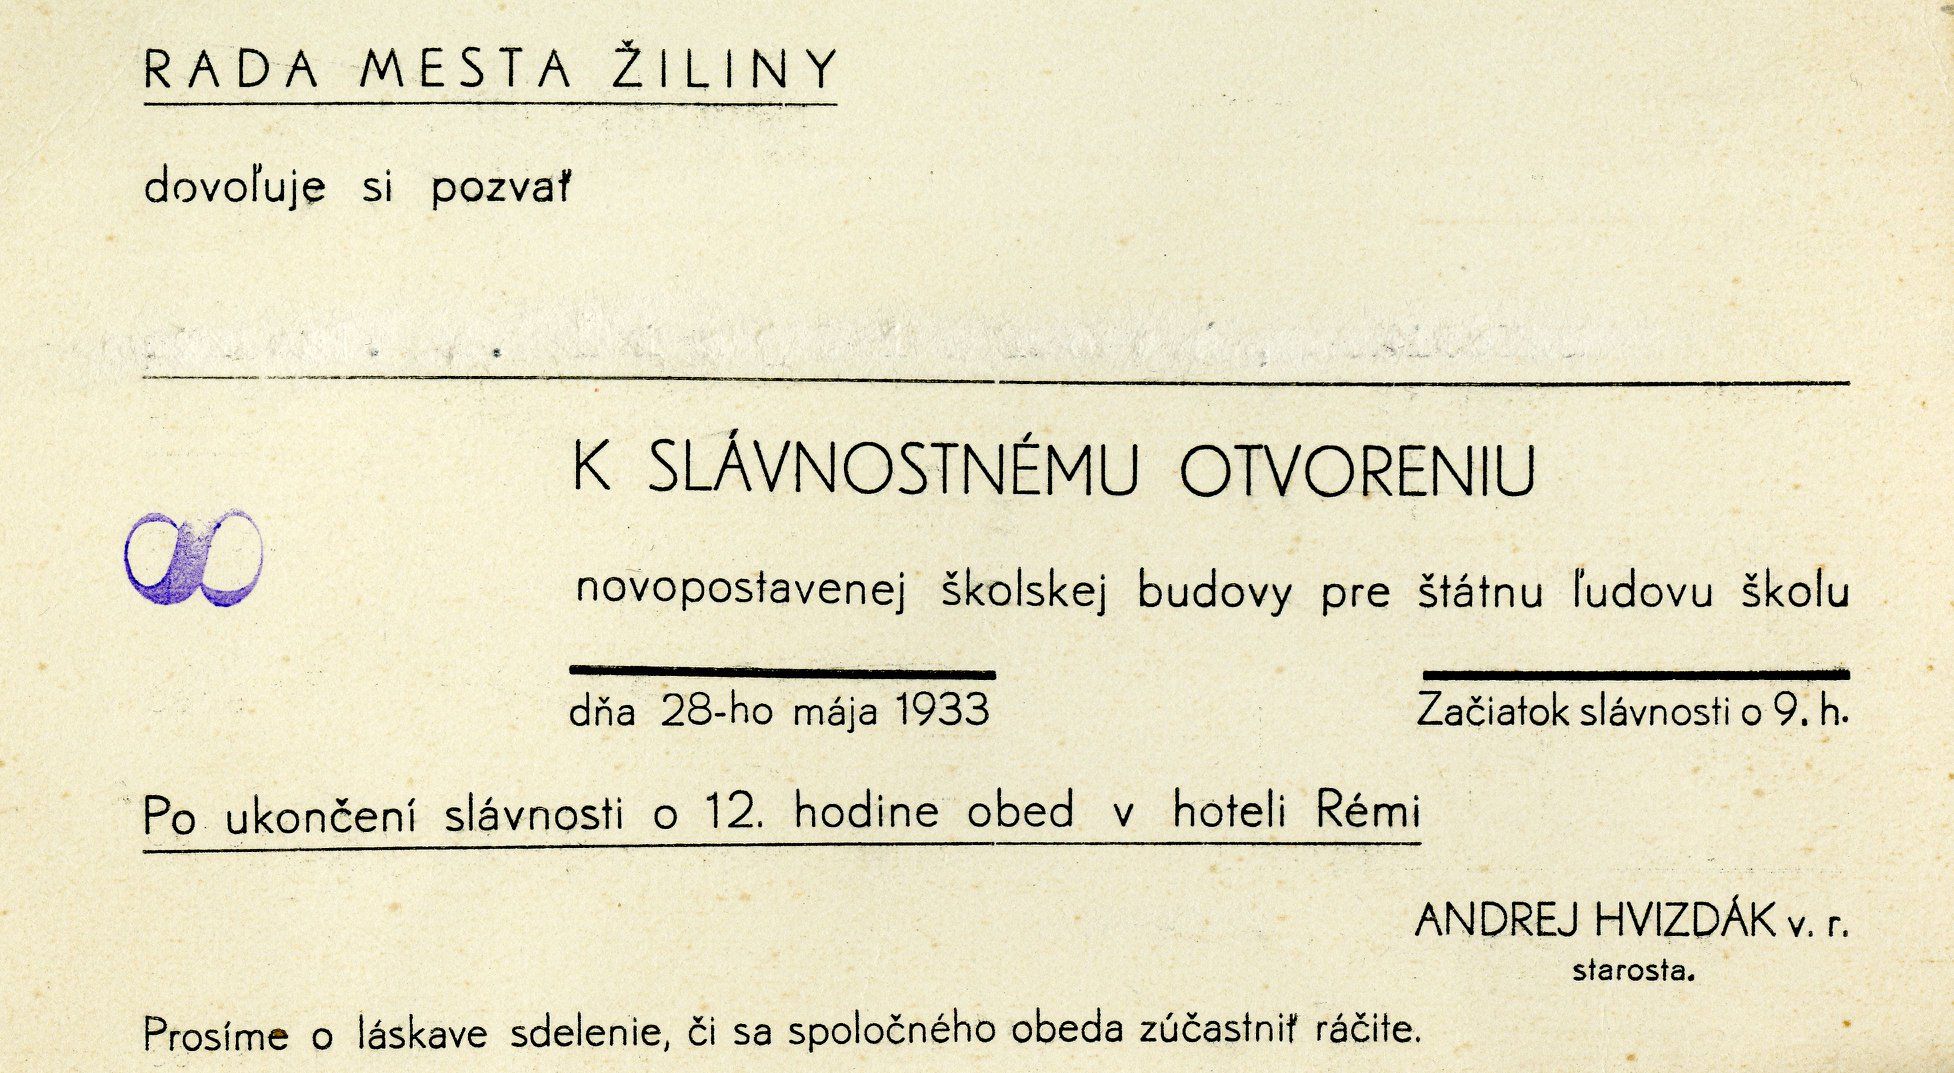 RADA MESTA ŽILINY
dovoľuje si pozvať
K SLÁVNOSTNÉMU OTVORENIU
novopostavenej školskej budovy pre štátnu ľudovu školu
dňa 28-ho mája 1933 Začiatok slávnosti o 9. h.
Po ukončení slávnosti o 12. hodine obed v hoteli Rémi
ANDREJ HVIZDÁK v. r.
starosta.
Prosíme o láskave sdelenie, či sa spoločného obeda zúčastniť ráčite.